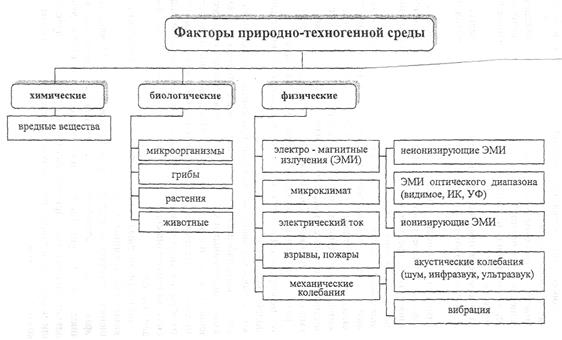 Факторы природно-техногенной среды
химические
биологические
физические
вредные вещества
микроорганизмы
грибы
растения
животные
электро - магнитные
излучения (ЭМИ)
микроклимат
электрический ток
взрывы, пожары
механические
колебания
неионизирующие ЭМИ
ЭМИ оптического диапазона
(видимое, ИК, УФ)
ионизирующие ЭМИ
акустические колебания
(шум, инфразвук, ультразвук)
вибрация